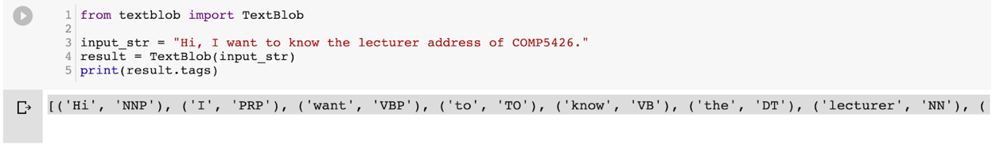 1 from textblob import TextBlob
2
3 input_str = "Hi, I want to know the lecturer address of COMP5426."
4 result = TextBlob(input_str)
5 print(result.tags)
[('Hi', 'NNP'), ('I', 'PRP'), ('want', 'VBP'), ('to', 'TO'), ('know', 'VB'), ('the', 'DT'), ('lecturer', 'NN'), (